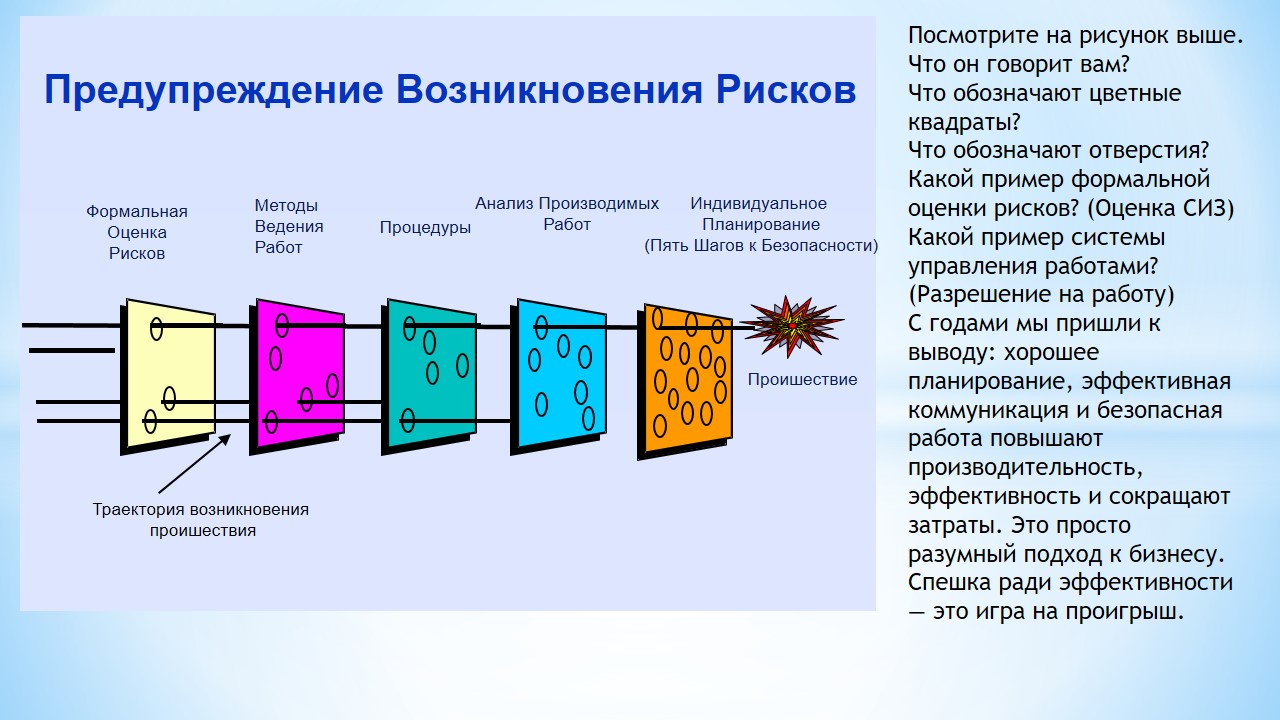 Предупреждение Возникновения Рисков
Формальная
Оценка
Рисков
Методы
Ведения
Работ
Процедуры
Анализ Производимых
Работ
Индивидуальное
Планирование
(Пять Шагов к Безопасности)
Проишествие
Траектория возникновения
проишествия
Посмотрите на рисунок выше.
Что он говорит вам?
Что обозначают цветные
квадраты?
Что обозначают отверстия?
Какой пример формальной
оценки рисков? (Оценка СИЗ)
Какой пример системы
управления работами?
(Разрешение на работу)
С годами мы пришли к
выводу: хорошее
планирование, эффективная
коммуникация и безопасная
работа повышают
производительность,
эффективность и сокращают
затраты. Это просто
разумный подход к бизнесу.
Спешка ради эффективности
— это игра на проигрыш.